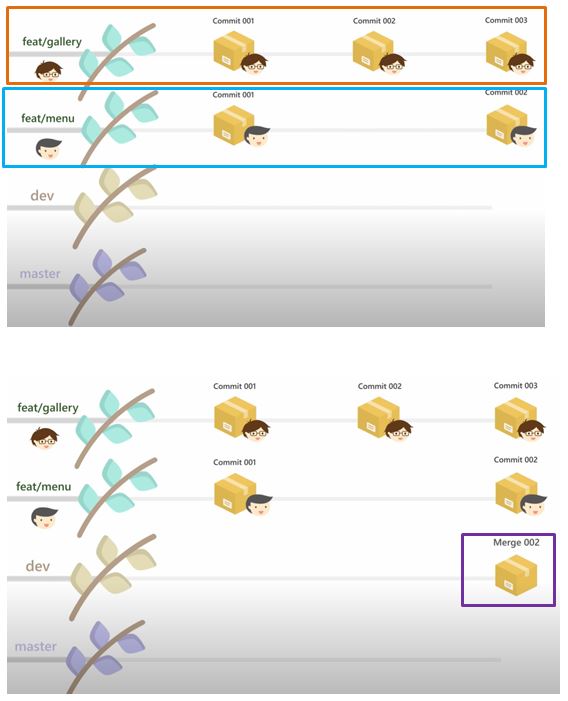 Commit 001 Commit 002 Commit 003
feat/gallery
Commit 001 Commit 002
feat/menu
dev
master
Commit 001 Commit 002 Commit 003
feat/gallery
Commit 001 Commit 002
feat/menu
Merge 002
dev
master